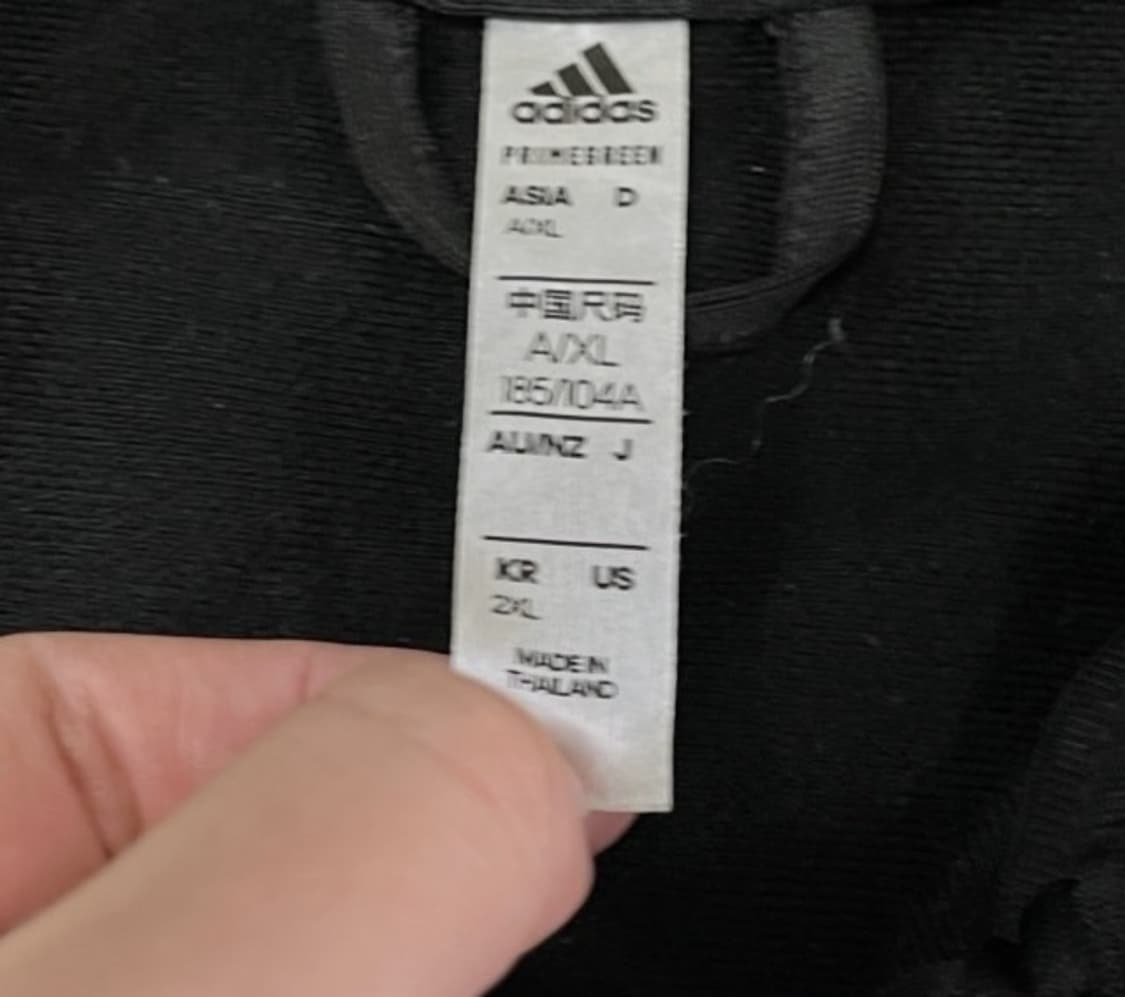 adidas
PRIMEGREEN
ASIA D
A/XL
中国尺码
A/XL
185/104A
AU/NZ J
KR US
2XL
MADE IN
THAILAND